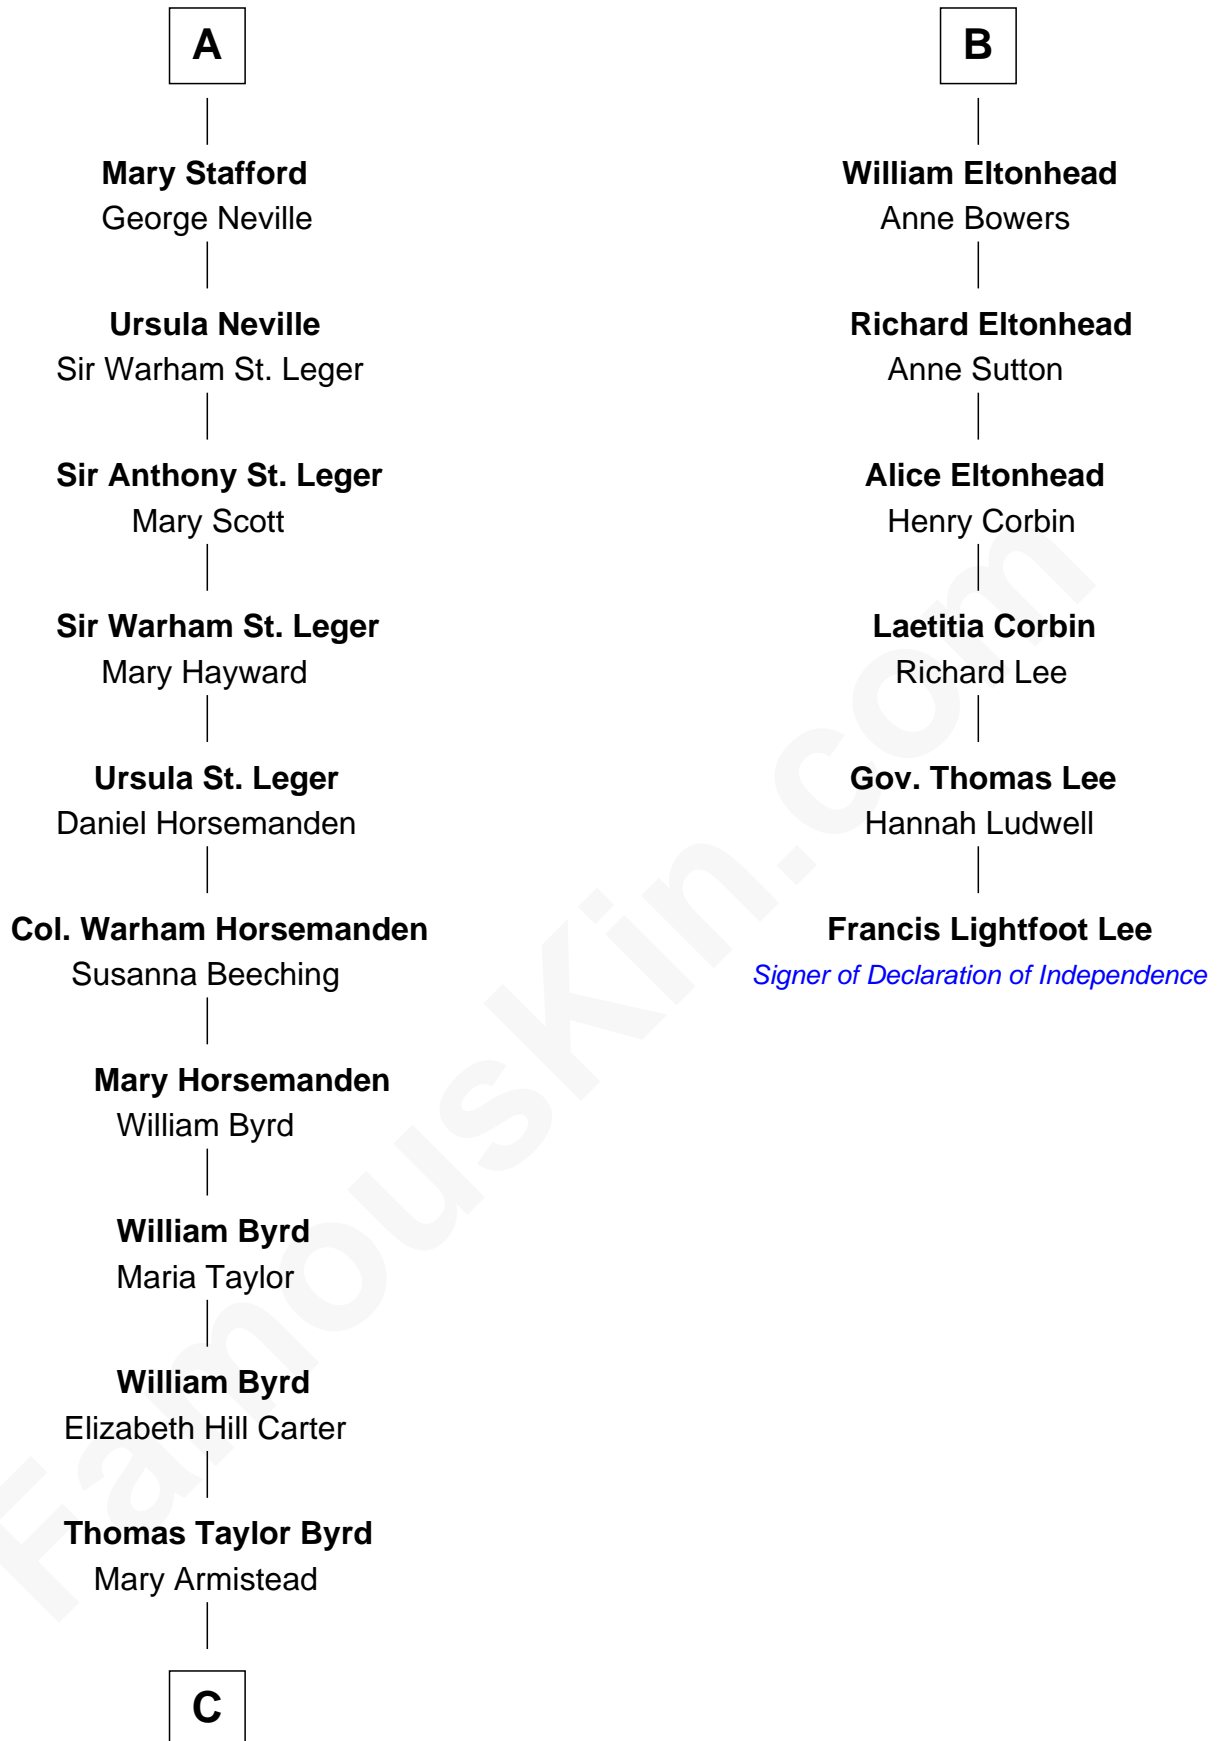 A
Mary Stafford
George Neville
Ursula Neville
Sir Warham St. Leger
Sir Anthony St. Leger
Mary Scott
Sir Warham St. Leger
Mary Hayward
Ursula St. Leger
Daniel Horsemanden
Col. Warham Horsemanden
Susanna Beeching
Mary Horsemanden
William Byrd
William Byrd
Maria Taylor
William Byrd
Elizabeth Hill Carter
Thomas Taylor Byrd
Mary Armistead
C
B
William Eltonhead
Anne Bowers
Richard Eltonhead
Anne Sutton
Alice Eltonhead
Henry Corbin
Laetitia Corbin
Richard Lee
Gov. Thomas Lee
Hannah Ludwell
Francis Lightfoot Lee
Signer of Declaration of Independence
FamousKin.com